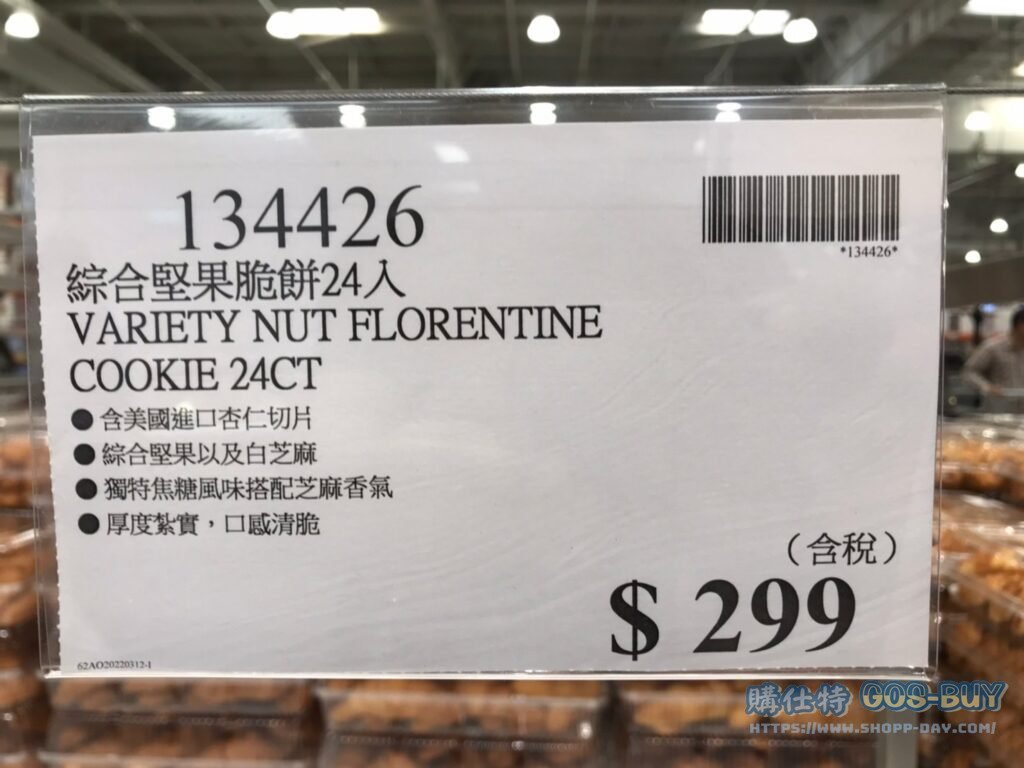 134426
*134426*
綜合堅果脆餅24入
VARIETY NUT FLORENTINE
COOKIE 24CT
● 含美國進口杏仁切片
● 綜合堅果以及白芝麻
● 獨特焦糖風味搭配芝麻香氣
● 厚度紮實，口感清脆
（含稅）
$ 299
62AO20220312-1
購仕特 GOS-BUY
HTTPS://WWW.SHOPP-DAY.COM/